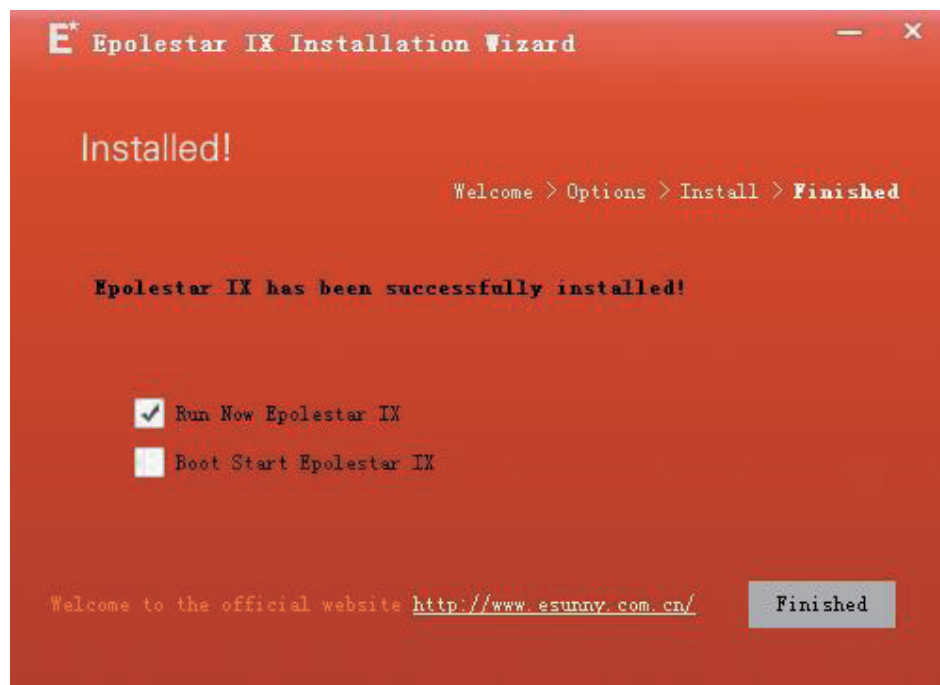 E* Epolestar IX Installation Wizard
Installed!
Welcome > Options > Install > Finished
Epolestar IX has been successfully installed!
Run Now Epolestar IX
Boot Start Epolestar IX
Welcome to the official website http://www.esunny.com.cn/
Finished